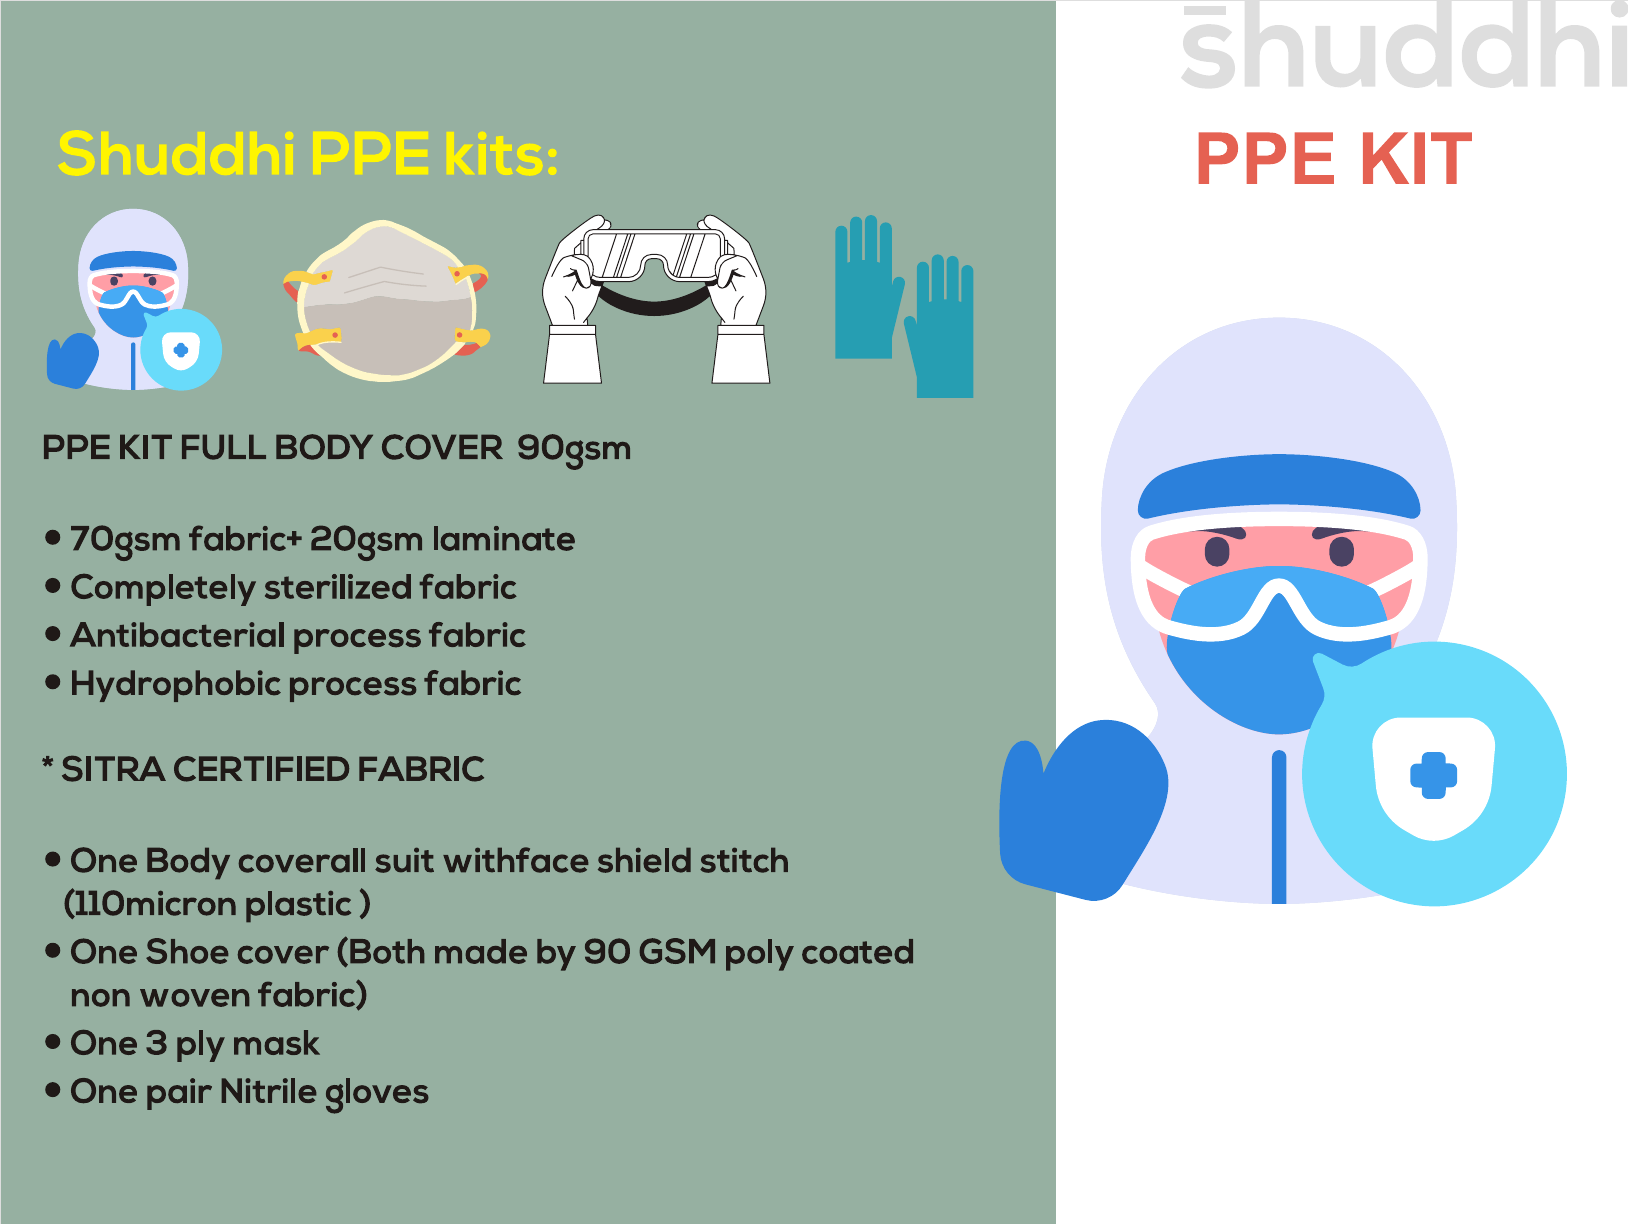 s̄huddhi
Shuddhi PPE kits:
PPE KIT
PPE KIT FULL BODY COVER 90gsm
• 70gsm fabric+ 20gsm laminate
• Completely sterilized fabric
• Antibacterial process fabric
• Hydrophobic process fabric
* SITRA CERTIFIED FABRIC
• One Body coverall suit withface shield stitch
(110micron plastic )
• One Shoe cover (Both made by 90 GSM poly coated
non woven fabric)
• One 3 ply mask
• One pair Nitrile gloves